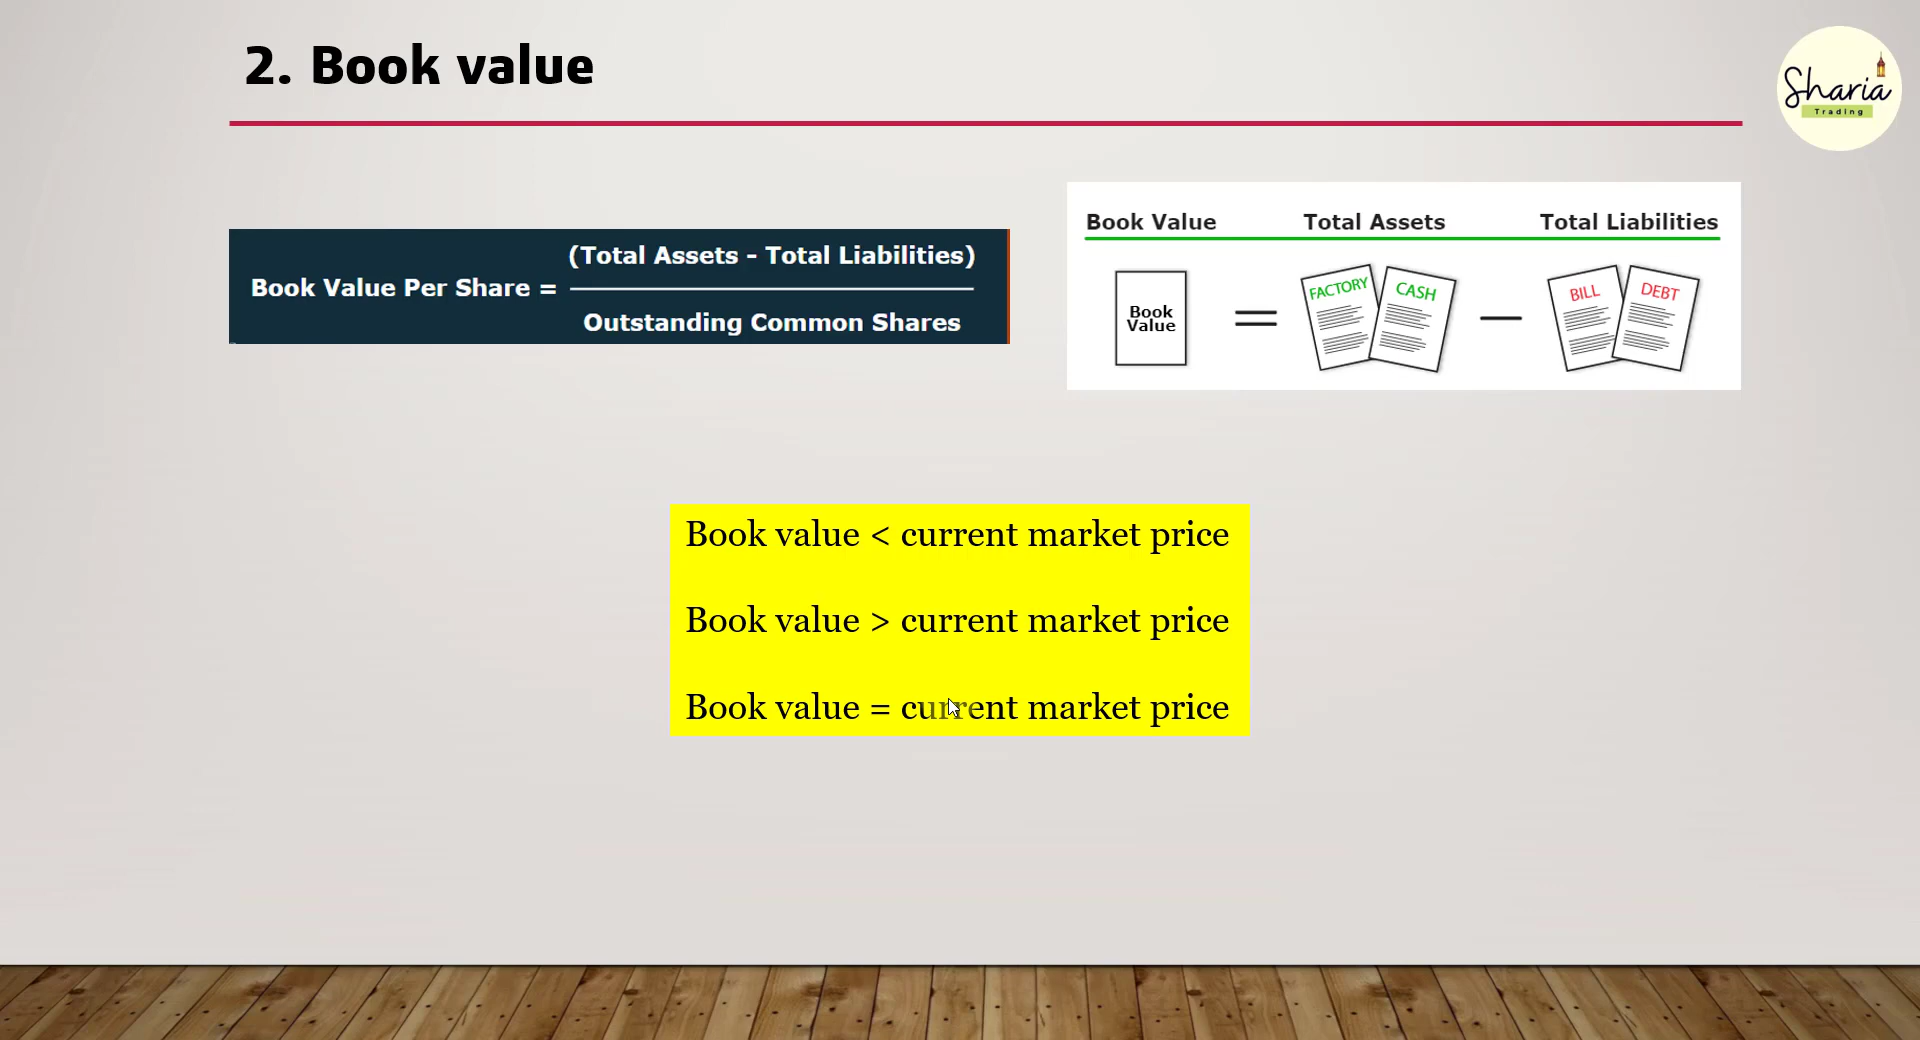 2. Book value
Sharia
Trading
Book Value Per Share =
(Total Assets - Total Liabilities)
Outstanding Common Shares
Book Value Total Assets Total Liabilities
Book
Value
=
FACTORY CASH
—
BILL DEBT
Book value < current market price
Book value > current market price
Book value = current market price